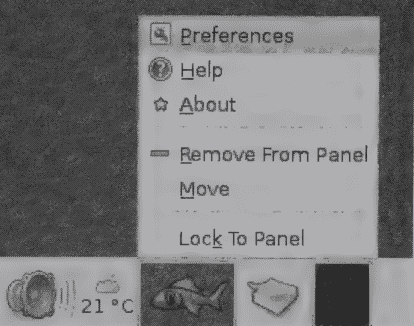 Preferences
Help
About
Remove From Panel
Move
Lock To Panel
21 °C